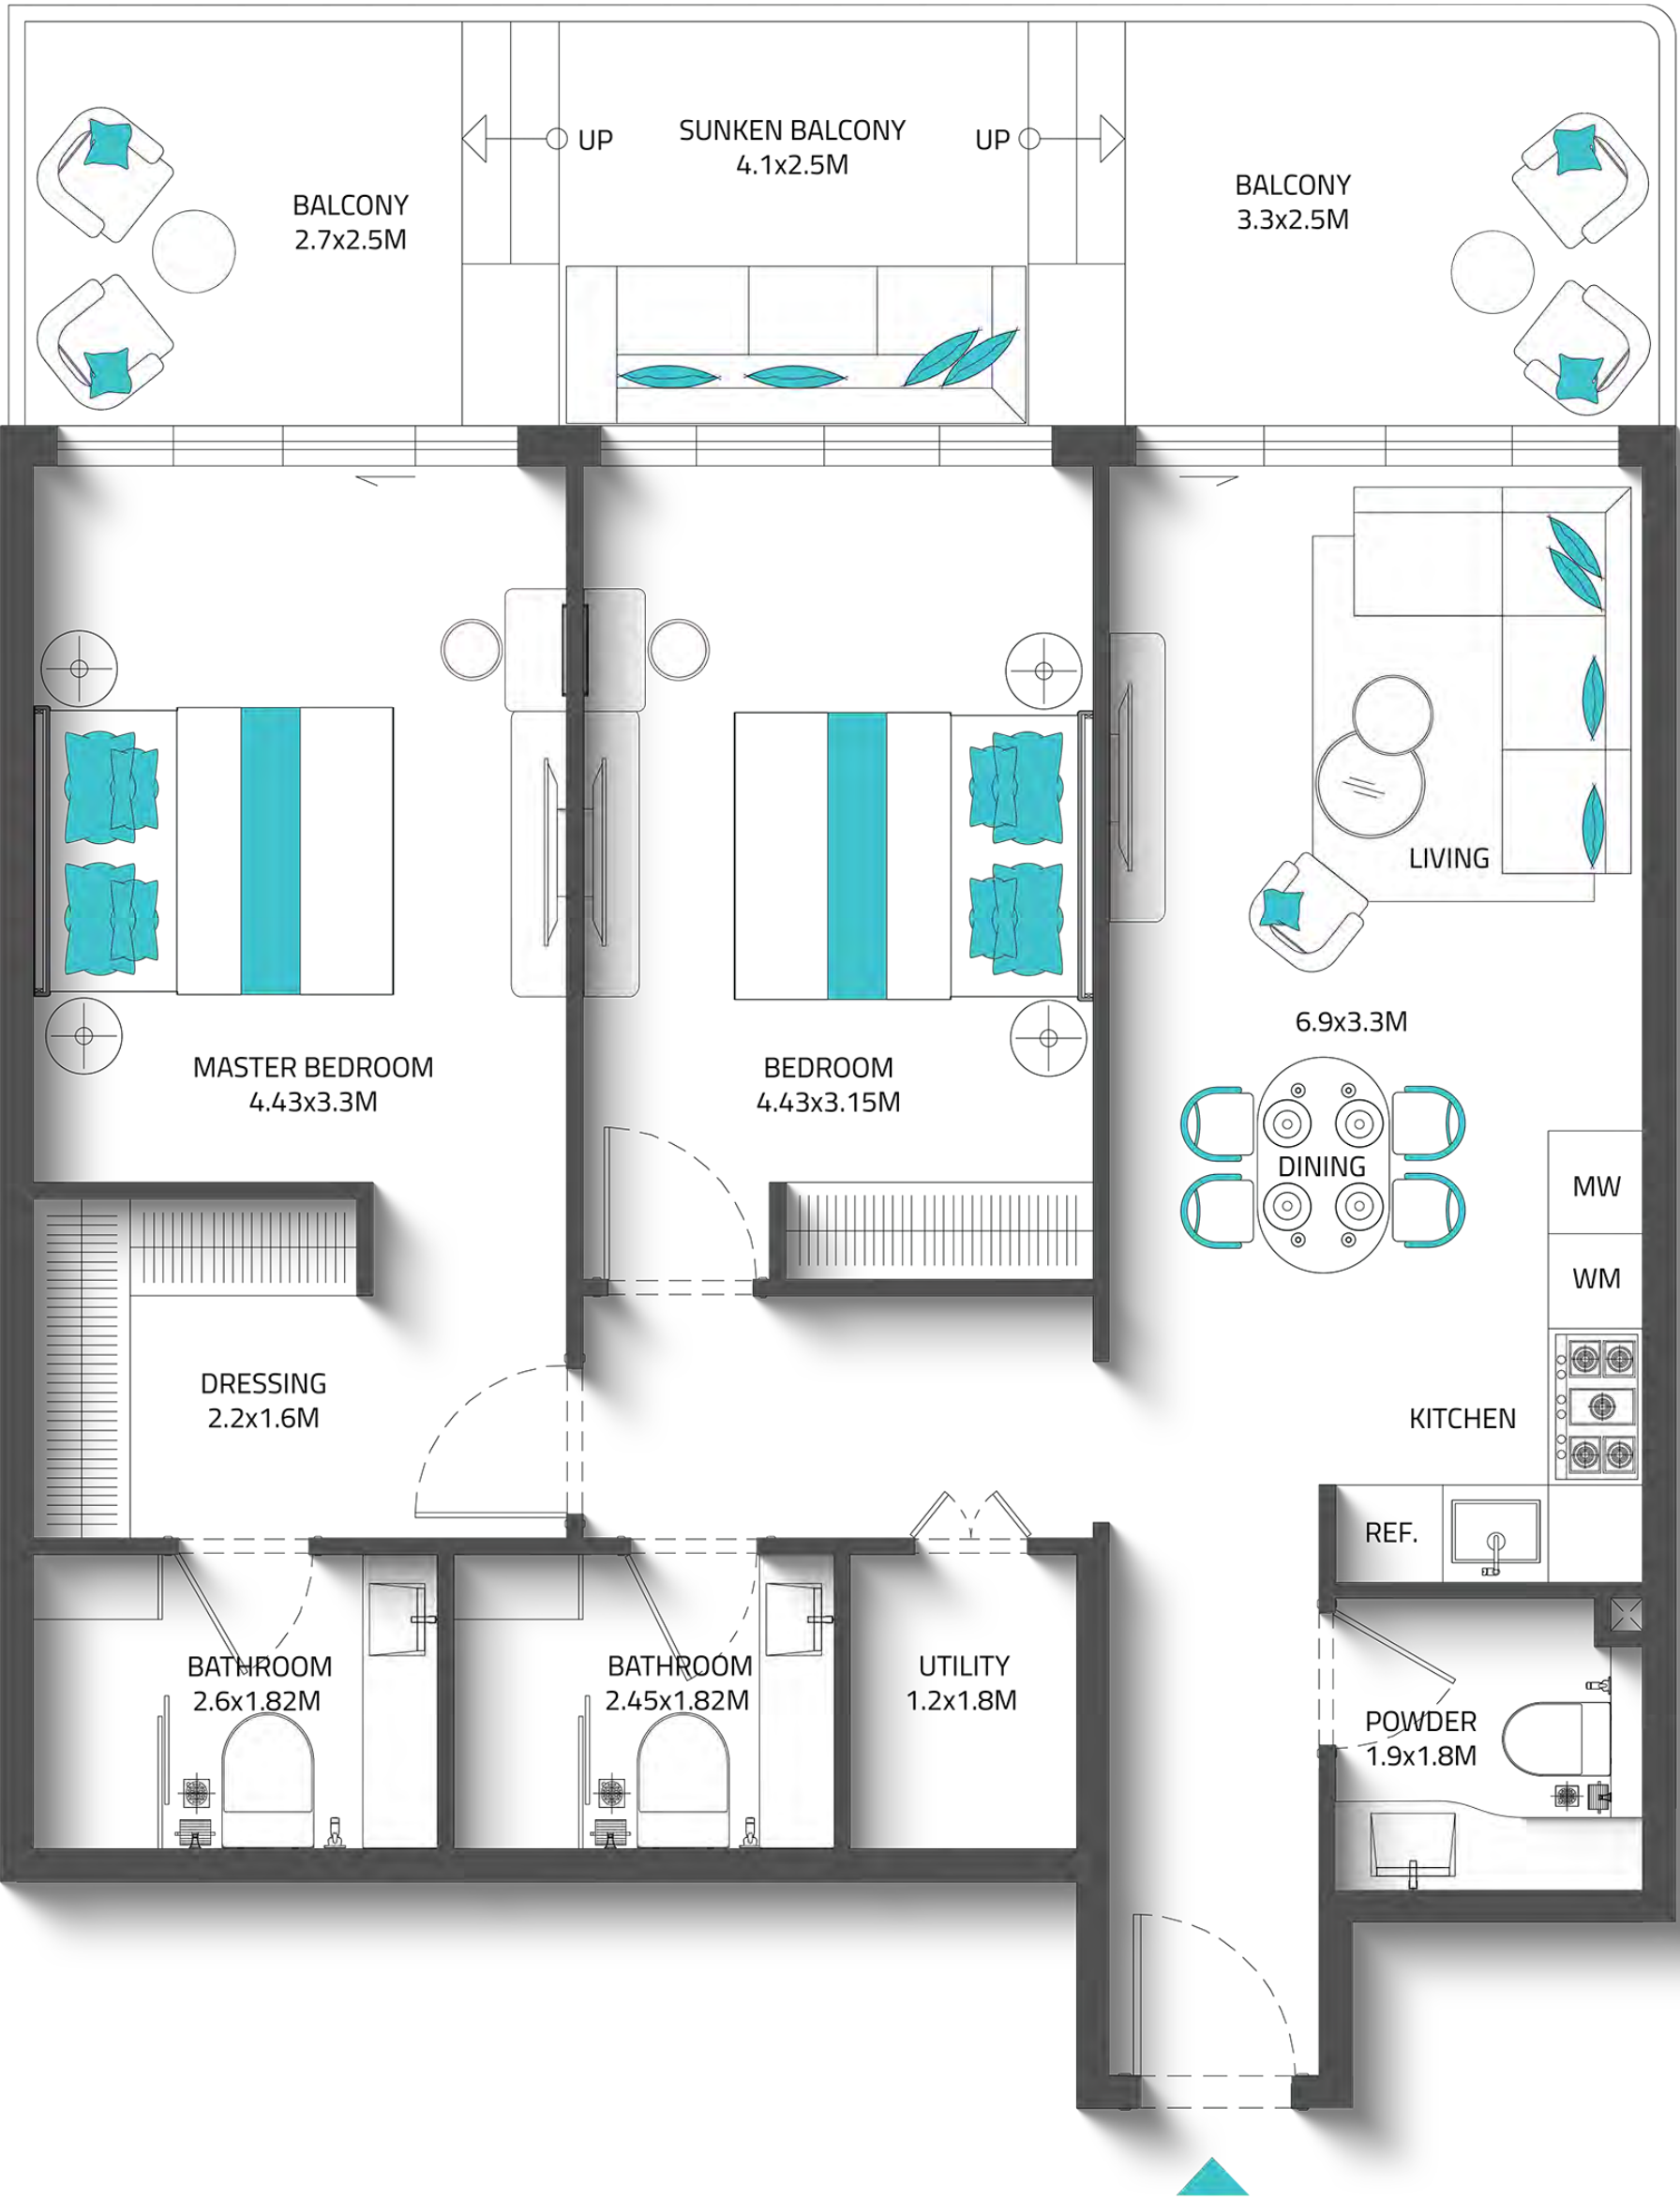 SUNKEN BALCONY
4.1x2.5M
UP
UP
BALCONY
2.7x2.5M
BALCONY
3.3x2.5M
LIVING
6.9x3.3M
MASTER BEDROOM
4.43x3.3M
BEDROOM
4.43x3.15M
DINING
MW
WM
DRESSING
2.2x1.6M
KITCHEN
REF.
BATHROOM
2.6x1.82M
BATHROOM
2.45x1.82M
UTILITY
1.2x1.8M
POWDER
1.9x1.8M